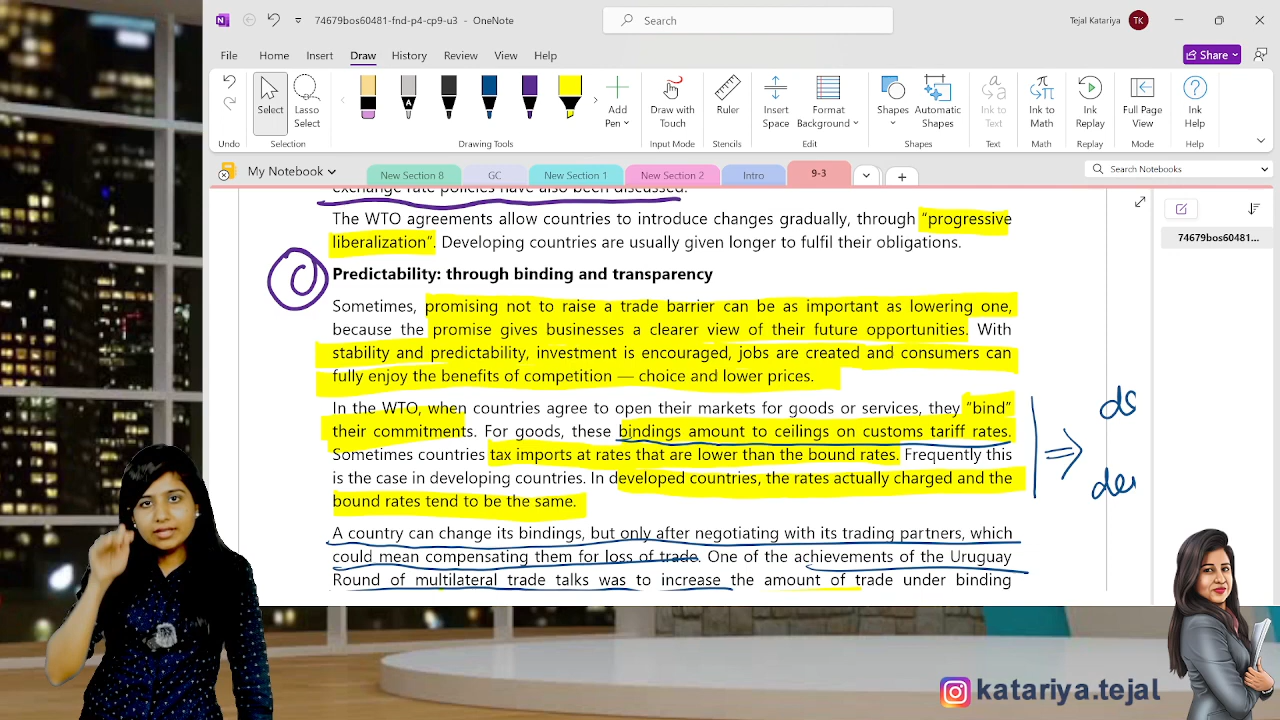 74679bos60481-fnd-p4-cp9-u3 - OneNote
Search
Tejal Katariya
TK
File Home Insert Draw History Review View Help
Share
Undo
Select
Lasso Select
Selection
A
Drawing Tools
Add Pen
Draw with Touch
Input Mode
Ruler
Stencils
Insert Space
Format Background
Edit
Shapes
Automatic Shapes
Shapes
Ink to Text
Text
Ink to Math
Math
Ink Replay
Replay
Full Page View
Mode
Ink Help
Help
My Notebook
New Section 8
GC
New Section 1
New Section 2
Intro
9-3
Search Notebooks
74679bos60481...
exchange rate policies have also been discussed.
The WTO agreements allow countries to introduce changes gradually, through “progressive
liberalization”. Developing countries are usually given longer to fulfil their obligations.
Predictability: through binding and transparency
Sometimes, promising not to raise a trade barrier can be as important as lowering one,
because the promise gives businesses a clearer view of their future opportunities. With
stability and predictability, investment is encouraged, jobs are created and consumers can
fully enjoy the benefits of competition — choice and lower prices.
In the WTO, when countries agree to open their markets for goods or services, they “bind”
their commitments. For goods, these bindings amount to ceilings on customs tariff rates.
Sometimes countries tax imports at rates that are lower than the bound rates. Frequently this
is the case in developing countries. In developed countries, the rates actually charged and the
bound rates tend to be the same.
A country can change its bindings, but only after negotiating with its trading partners, which
could mean compensating them for loss of trade. One of the achievements of the Uruguay
Round of multilateral trade talks was to increase the amount of trade under binding
katariya.tejal